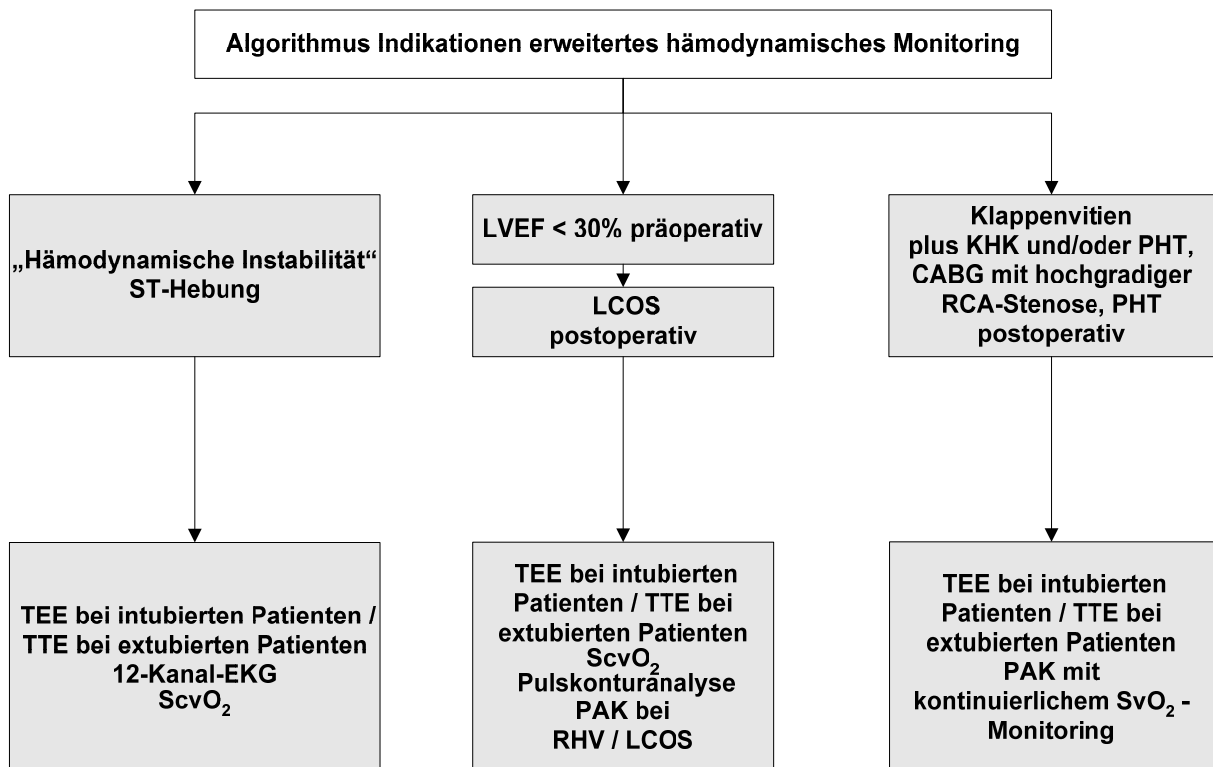 Algorithmus Indikationen erweitertes hämodynamisches Monitoring
„Hämodynamische Instabilität“
ST-Hebung
LVEF < 30% präoperativ
LCOS
postoperativ
Klappenvitien
plus KHK und/oder PHT,
CABG mit hochgradiger
RCA-Stenose, PHT
postoperativ
TEE bei intubierten Patienten /
TTE bei extubierten Patienten
12-Kanal-EKG
ScvO₂
TEE bei intubierten
Patienten / TTE bei
extubierten Patienten
ScvO₂
Pulskonturanalyse
PAK bei
RHV / LCOS
TEE bei intubierten
Patienten / TTE bei
extubierten Patienten
PAK mit
kontinuierlichem SvO₂ -
Monitoring